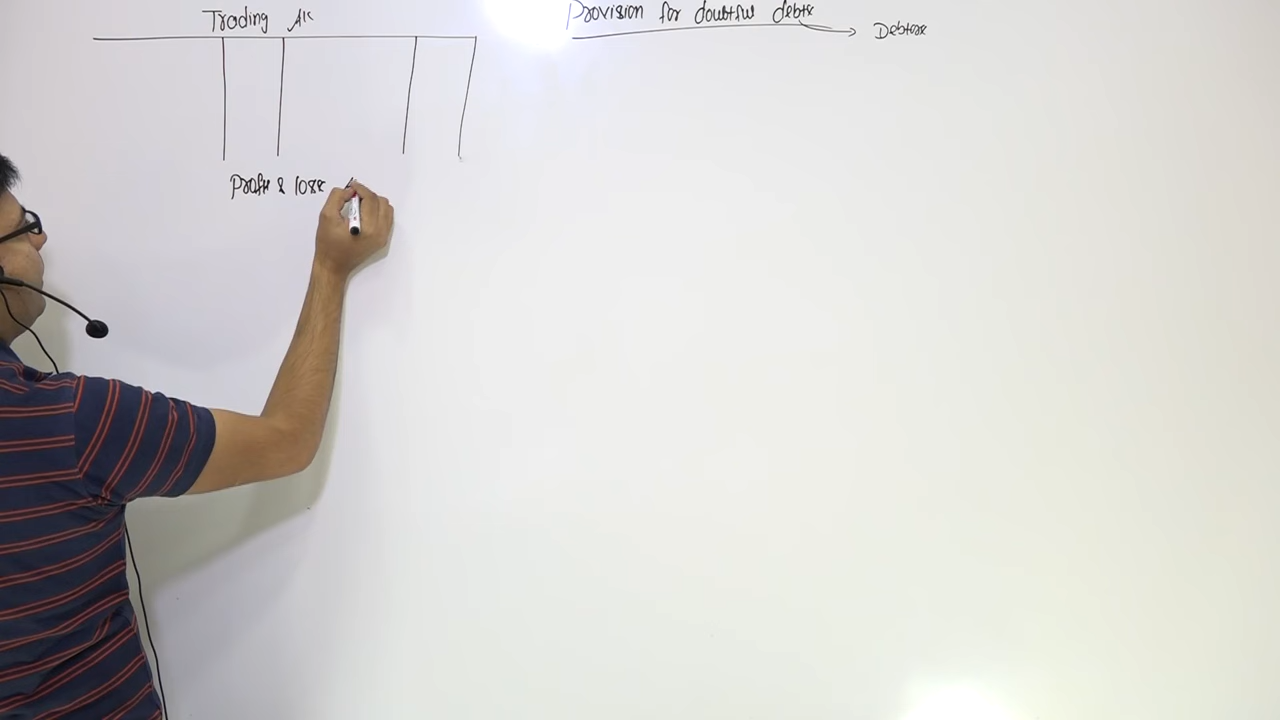 Trading A/c
Provision for doubtful debts
Debtors
Profit & loss